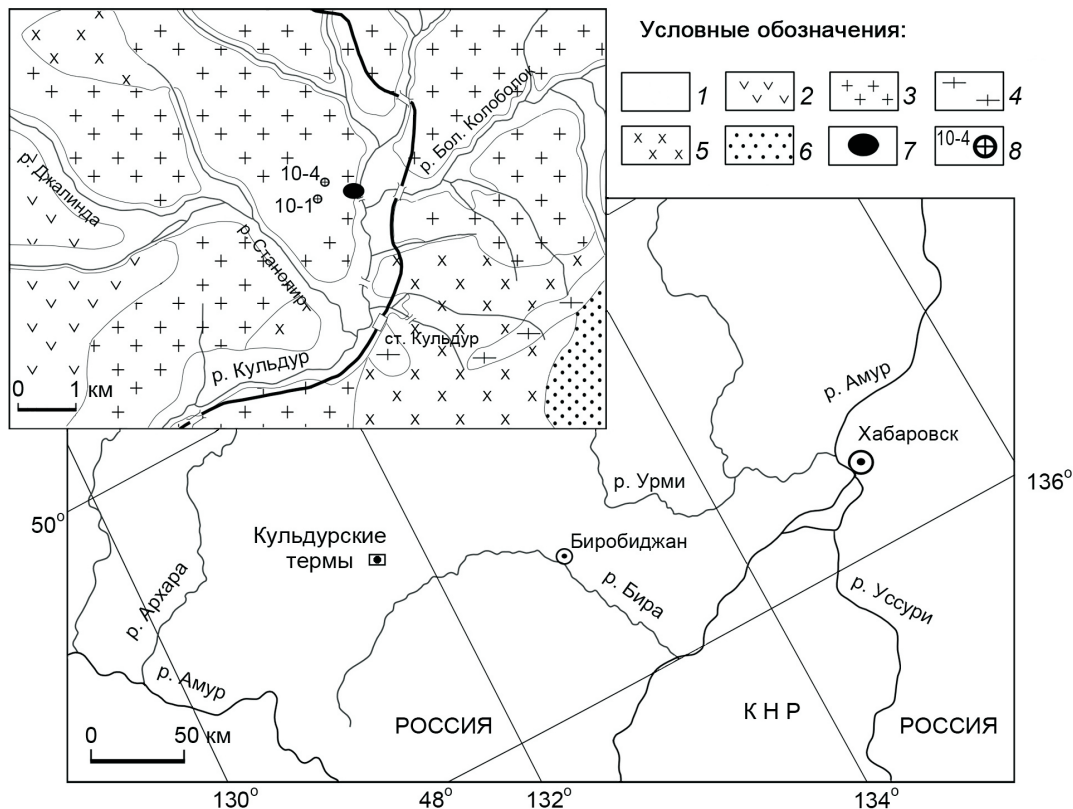 Условные обозначения:
1
2
3
4
5
6
7
10-4
8
р. Джалинда
р. Бол. Колоболок
10-4
10-1
р. Станолир
ст. Кульдур
р. Кульдур
0 1 км
р. Амур
Хабаровск
136°
р. Урми
50°
Кульдурские
термы
Биробиджан
р. Бира
р. Архара
р. Уссури
р. Амур
К Н Р
РОССИЯ
РОССИЯ
0 50 км
130°
48°
132°
134°